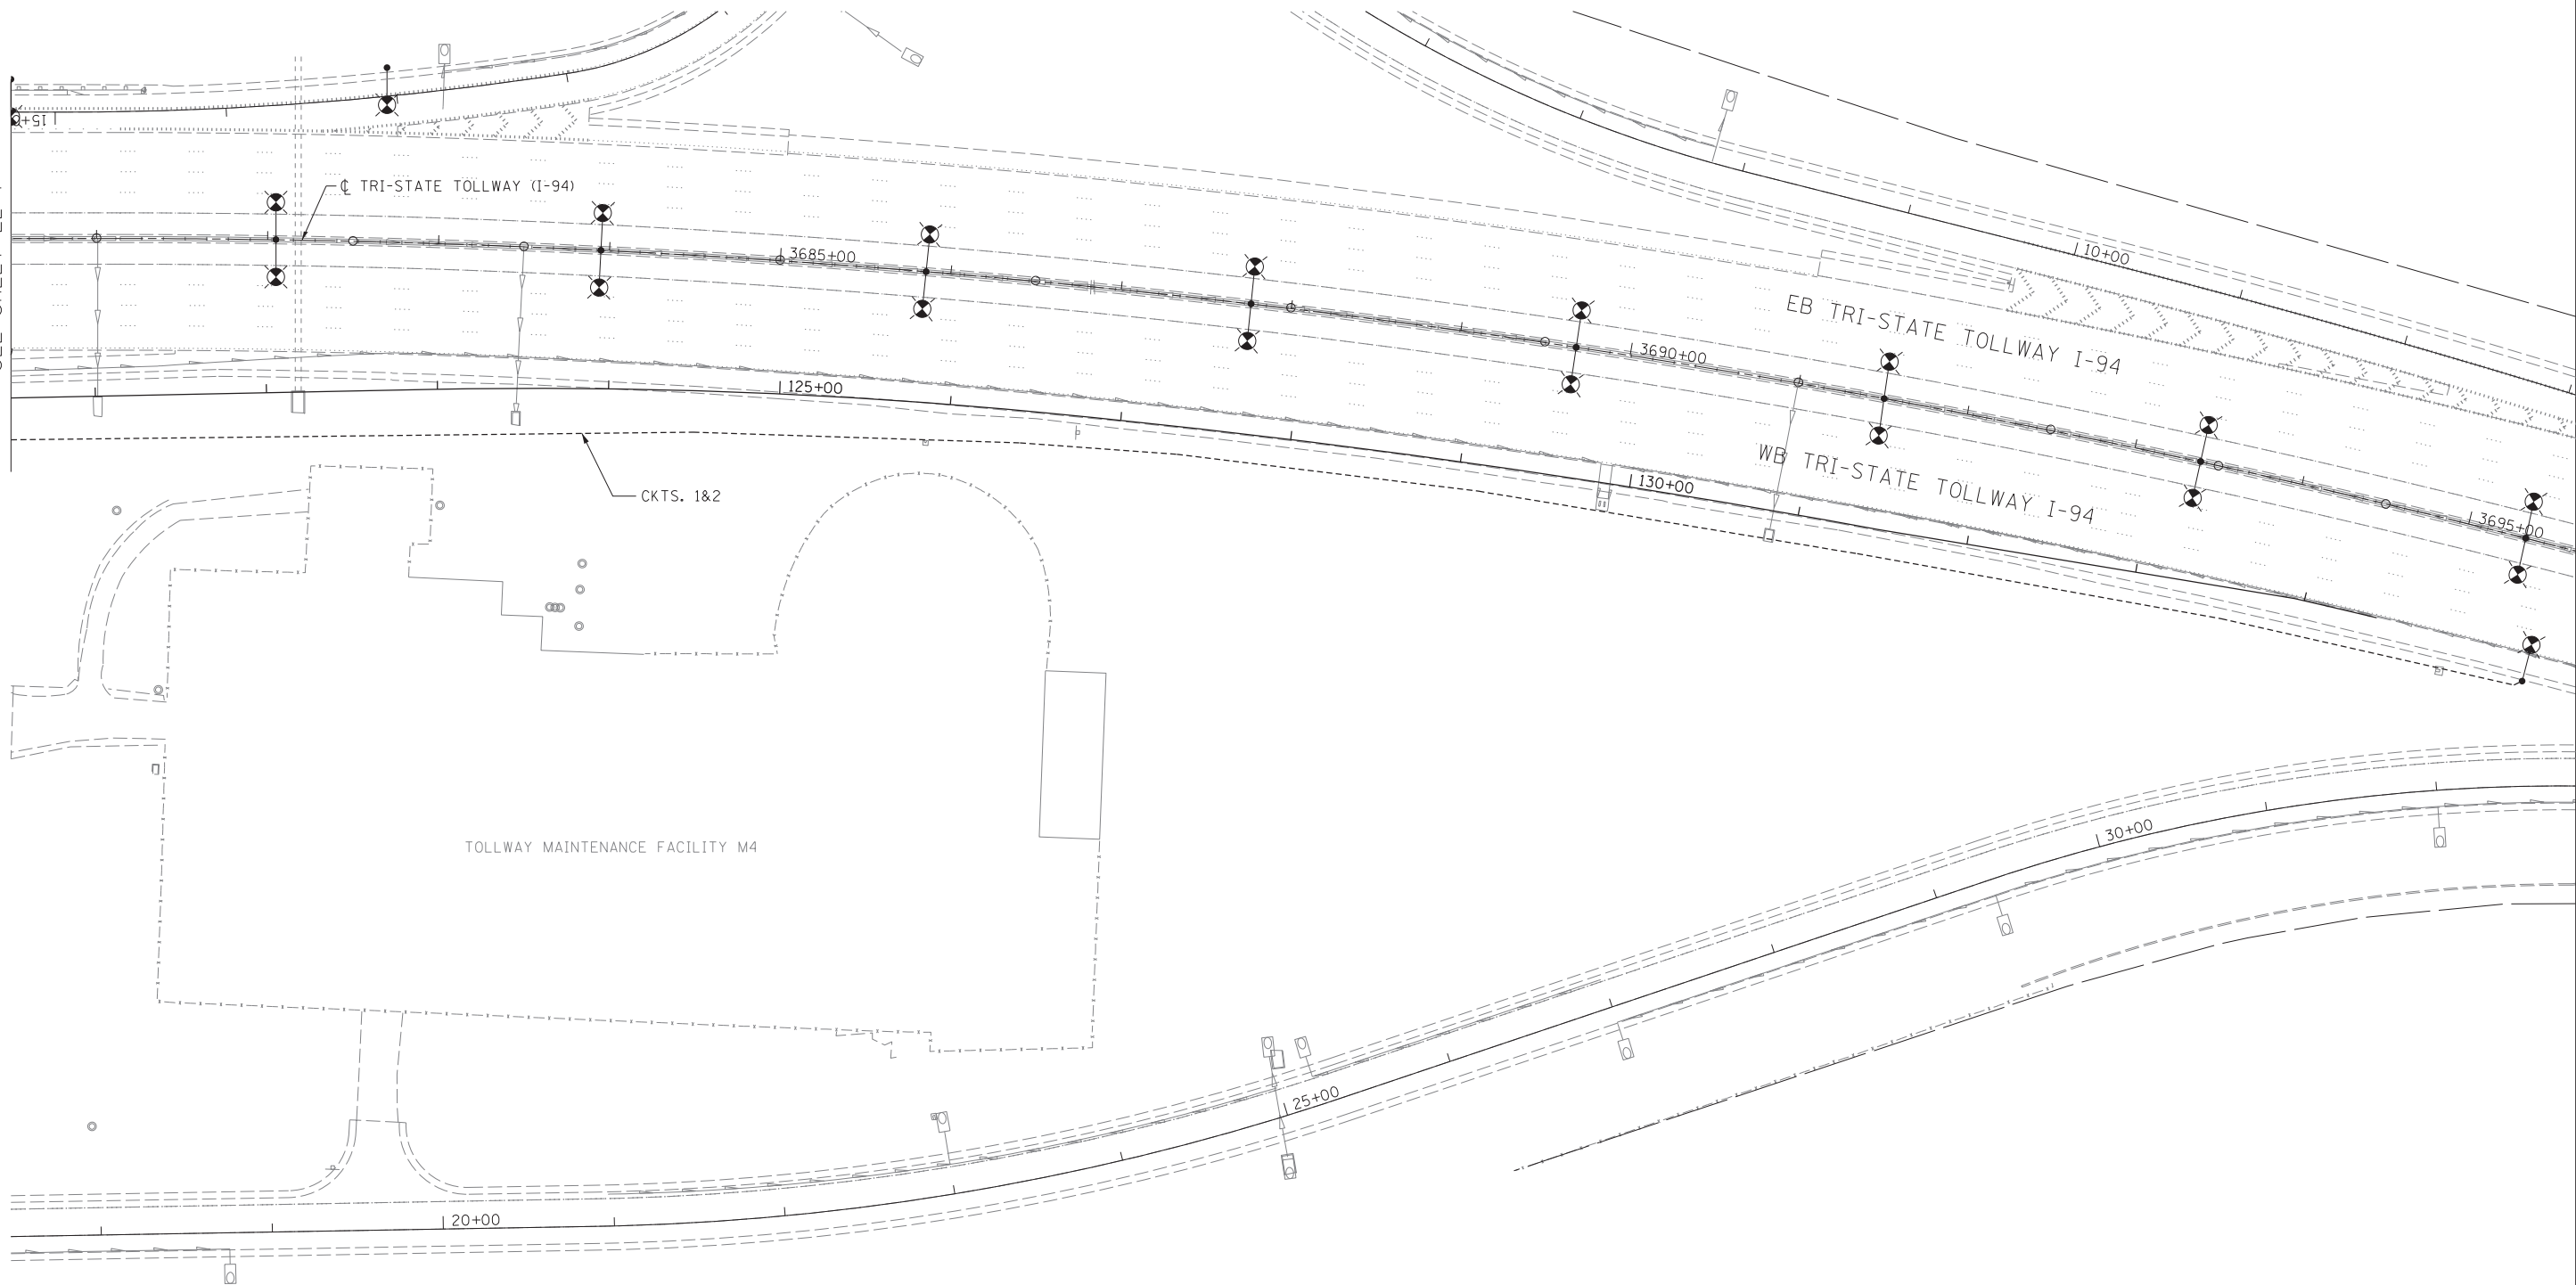 15+0
℄ TRI-STATE TOLLWAY (I-94)
3685+00
10+00
EB TRI-STATE TOLLWAY I-94
3690+00
125+00
WB TRI-STATE TOLLWAY I-94
130+00
CKTS. 1&2
3695+00
TOLLWAY MAINTENANCE FACILITY M4
30+00
25+00
20+00